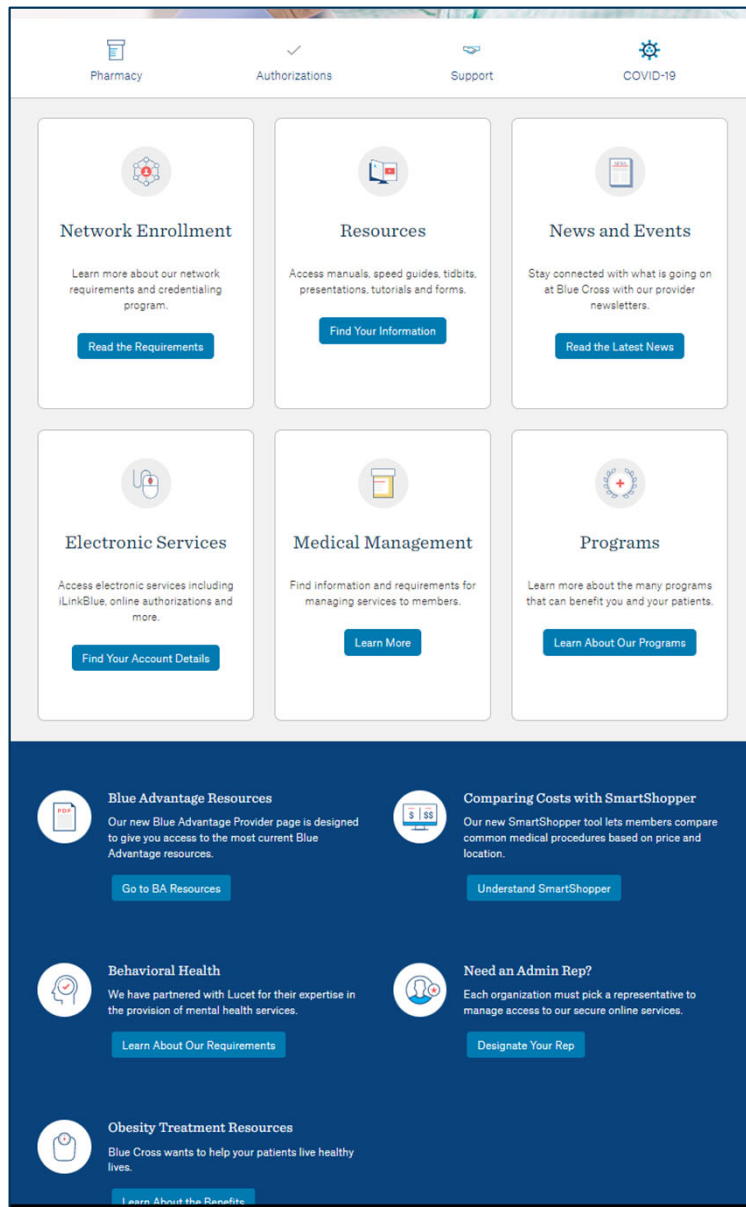 Pharmacy
Authorizations
Support
COVID-19
Network Enrollment
Learn more about our network
requirements and credentialing
program.
Read the Requirements
Resources
Access manuals, speed guides, tidbits,
presentations, tutorials and forms.
Find Your Information
NEWS
News and Events
Stay connected with what is going on
at Blue Cross with our provider
newsletters.
Read the Latest News
Electronic Services
Access electronic services including
iLinkBlue, online authorizations and
more.
Find Your Account Details
Medical Management
Find information and requirements for
managing services to members.
Learn More
Programs
Learn more about the many programs
that can benefit you and your patients.
Learn About Our Programs
PDF
Blue Advantage Resources
Our new Blue Advantage Provider page is designed
to give you access to the most current Blue
Advantage resources.
Go to BA Resources
$ $$
Comparing Costs with SmartShopper
Our new SmartShopper tool lets members compare
common medical procedures based on price and
location.
Understand SmartShopper
Behavioral Health
We have partnered with Lucet for their expertise in
the provision of mental health services.
Learn About Our Requirements
Need an Admin Rep?
Each organization must pick a representative to
manage access to our secure online services.
Designate Your Rep
Obesity Treatment Resources
Blue Cross wants to help your patients live healthy
lives.
Learn About the Benefits